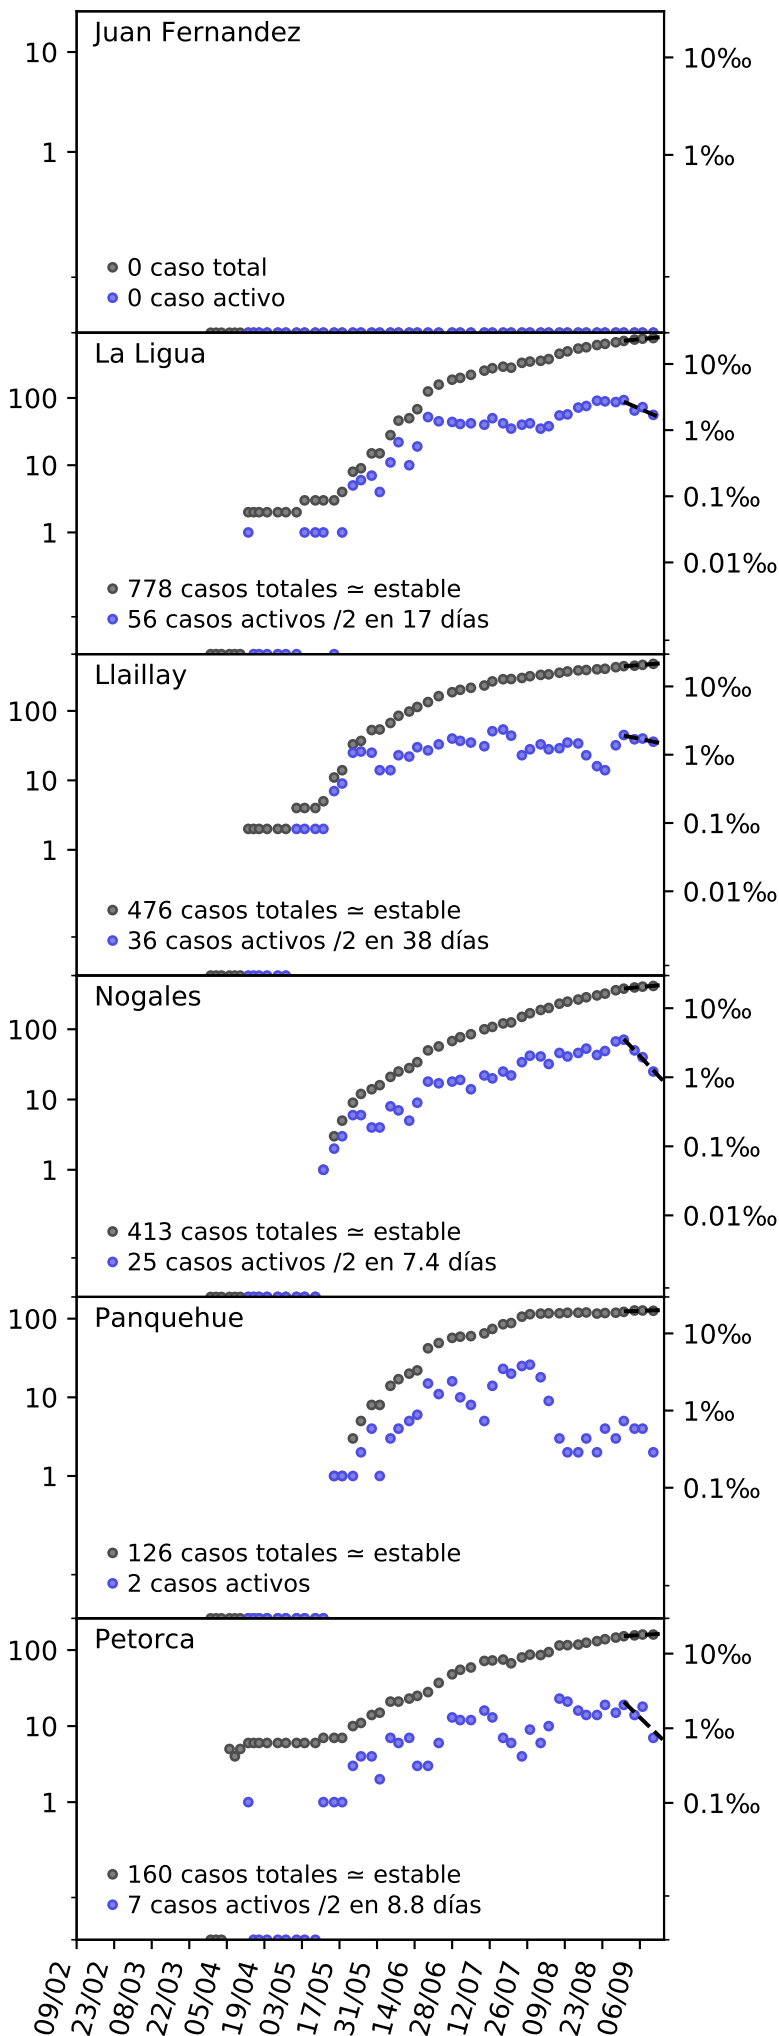 Juan Fernandez
10
10‰
1
1‰
0 caso total
0 caso activo
La Ligua
10‰
100
1‰
10
0.1‰
1
0.01‰
778 casos totales ≃ estable
56 casos activos /2 en 17 días
Llaillay
10‰
100
1‰
10
0.1‰
1
0.01‰
476 casos totales ≃ estable
36 casos activos /2 en 38 días
Nogales
10‰
100
1‰
10
0.1‰
1
0.01‰
413 casos totales ≃ estable
25 casos activos /2 en 7.4 días
Panquehue
100
10‰
10
1‰
1
0.1‰
126 casos totales ≃ estable
2 casos activos
Petorca
100
10‰
10
1‰
1
0.1‰
160 casos totales ≃ estable
7 casos activos /2 en 8.8 días
09/02
23/02
08/03
22/03
05/04
19/04
03/05
17/05
31/05
14/06
28/06
12/07
26/07
09/08
23/08
06/09